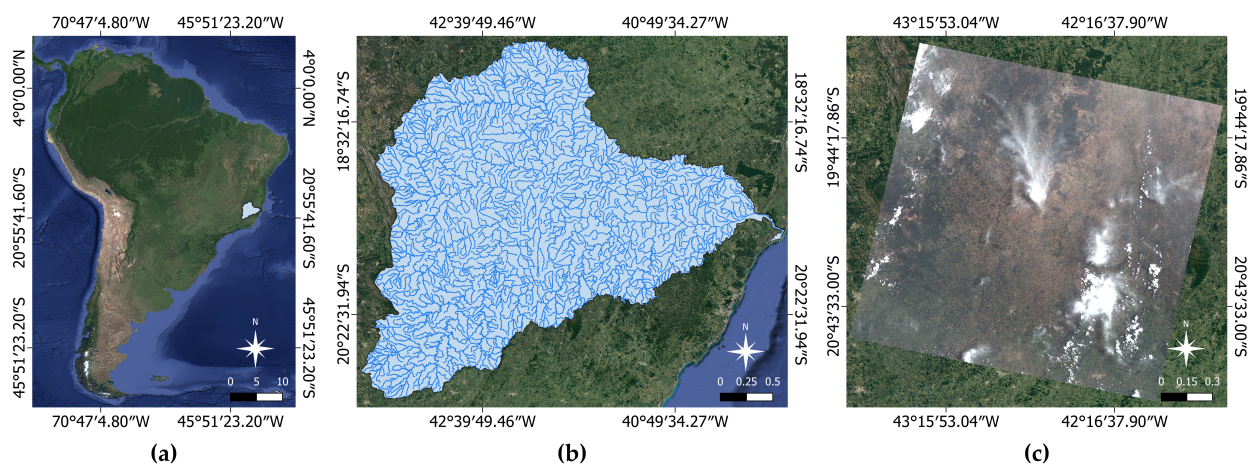 70°47′4.80″W 45°51′23.20″W
4°0′0.00″N
20°55′41.60″S
45°51′23.20″S
4°0′0.00″N
20°55′41.60″S
45°51′23.20″S
N
0 5 10
70°47′4.80″W 45°51′23.20″W
(a)
42°39′49.46″W 40°49′34.27″W
18°32′16.74″S
20°22′31.94″S
18°32′16.74″S
20°22′31.94″S
N
0 0.25 0.5
42°39′49.46″W 40°49′34.27″W
(b)
43°15′53.04″W 42°16′37.90″W
19°44′17.86″S
20°43′33.00″S
19°44′17.86″S
20°43′33.00″S
N
0 0.15 0.3
43°15′53.04″W 42°16′37.90″W
(c)